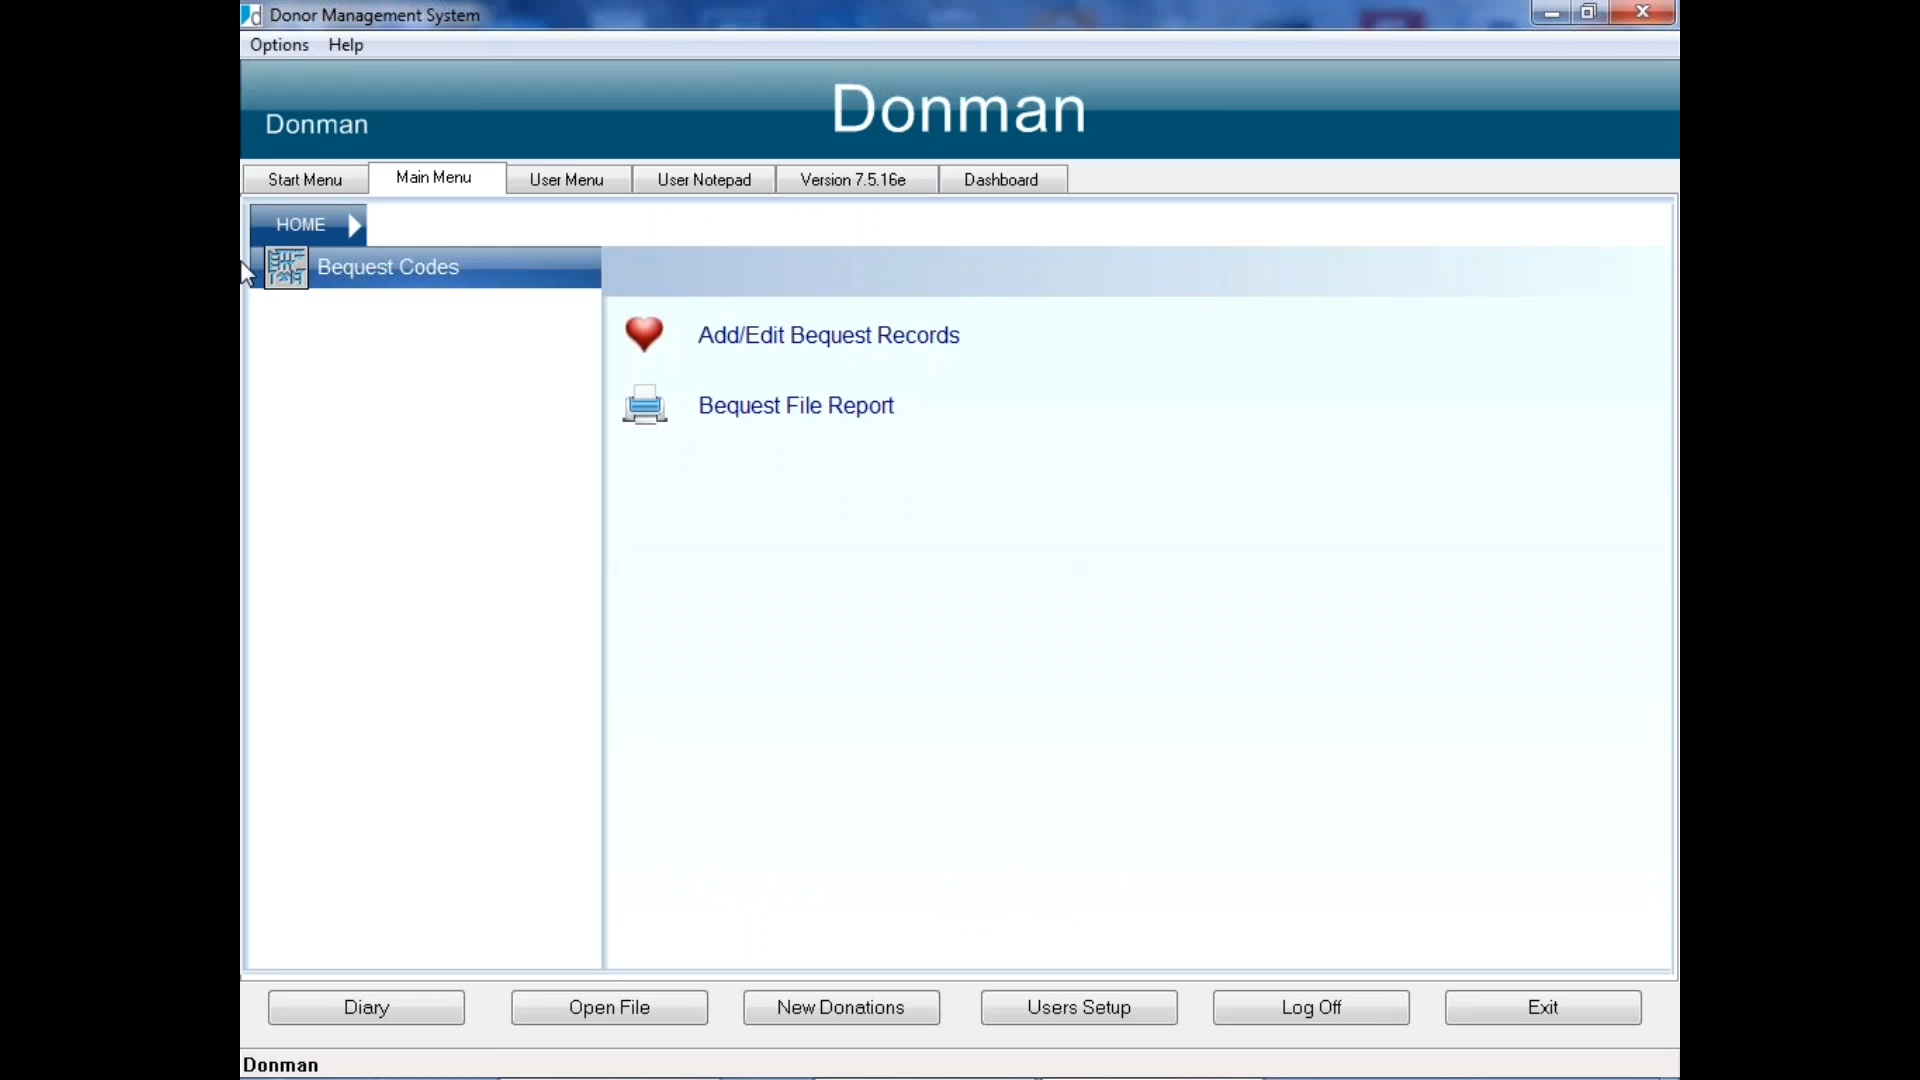 Donor Management System
Options Help
Donman
Donman
Start Menu Main Menu User Menu User Notepad Version 7.5.16e Dashboard
HOME
Bequest Codes
Add/Edit Bequest Records
Bequest File Report
Diary Open File New Donations Users Setup Log Off Exit
Donman